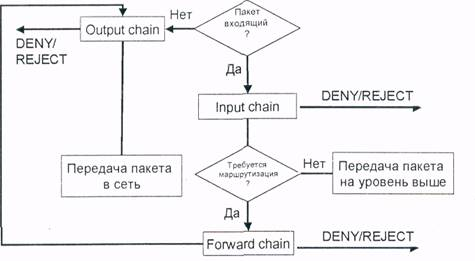 Пакет
входящий
?
Нет
Output chain
DENY/
REJECT
Да
Input chain
DENY/REJECT
Передача пакета
в сеть
Требуется
маршрутизация
?
Нет
Передача пакета
на уровень выше
Да
Forward chain
DENY/REJECT